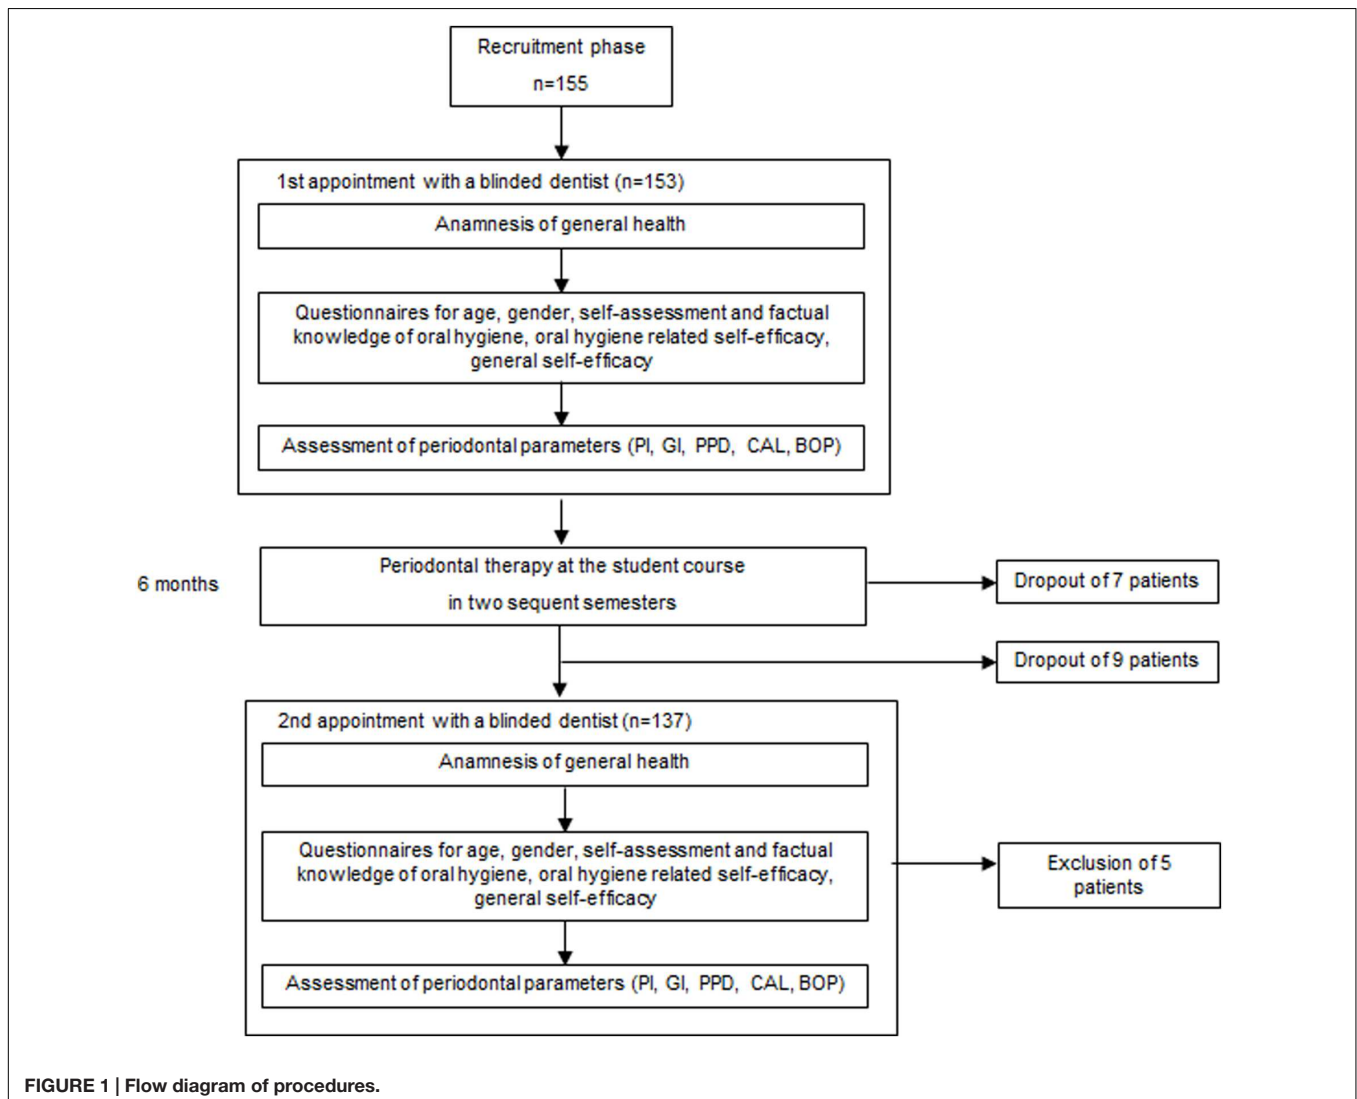 Recruitment phase
n=155
1st appointment with a blinded dentist (n=153)
Anamnesis of general health
Questionnaires for age, gender, self-assessment and factual
knowledge of oral hygiene, oral hygiene related self-efficacy,
general self-efficacy
Assessment of periodontal parameters (PI, GI, PPD, CAL, BOP)
6 months
Periodontal therapy at the student course
in two sequent semesters
Dropout of 7 patients
Dropout of 9 patients
2nd appointment with a blinded dentist (n=137)
Anamnesis of general health
Questionnaires for age, gender, self-assessment and factual
knowledge of oral hygiene, oral hygiene related self-efficacy,
general self-efficacy
Exclusion of 5
patients
Assessment of periodontal parameters (PI, GI, PPD, CAL, BOP)
FIGURE 1 | Flow diagram of procedures.